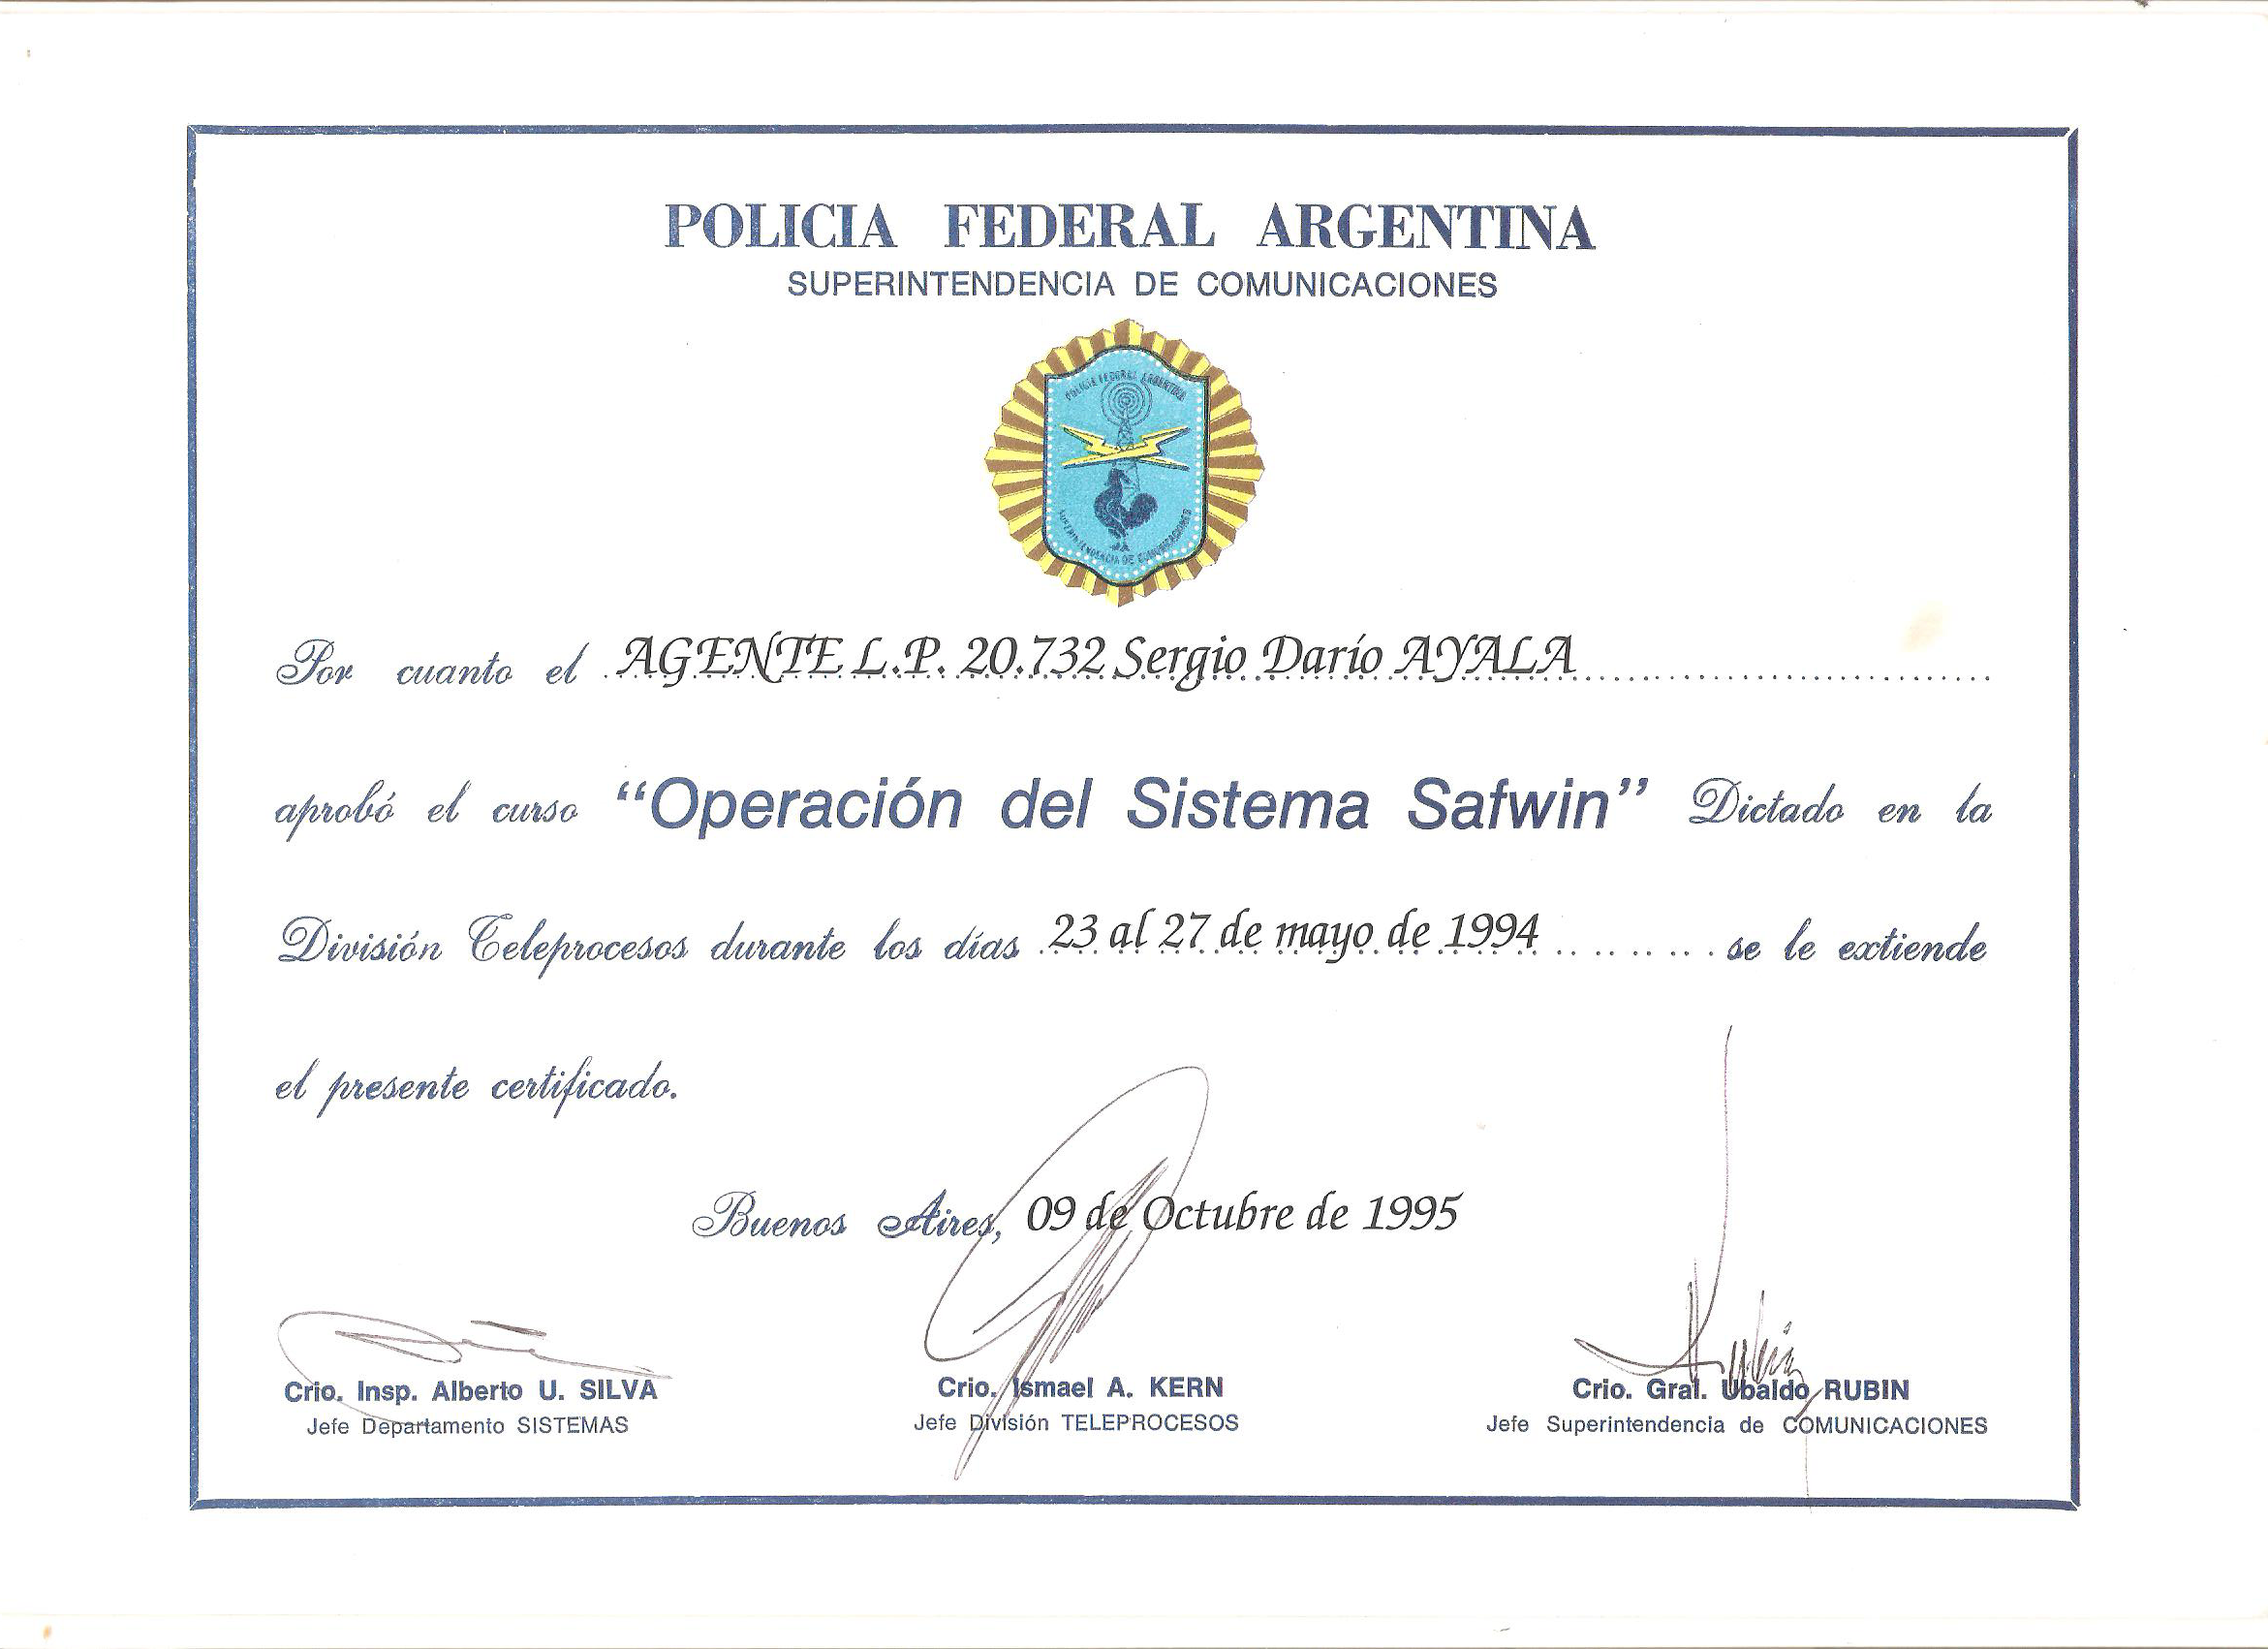 POLICIA FEDERAL ARGENTINA
SUPERINTENDENCIA DE COMUNICACIONES
POLICIA FEDERAL ARGENTINA
SUPERINTENDENCIA DE COMUNICACIONES
Por cuanto el AGENTE L.P. 20.732 Sergio Darío AYALA
aprobó el curso “Operación del Sistema Safwin” Dictado en la
División Teleprocesos durante los días 23 al 27 de mayo de 1994 se le extiende
el presente certificado.
Buenos Aires, 09 de Octubre de 1995
Crio. Insp. Alberto U. SILVA
Jefe Departamento SISTEMAS
Crio. Ismael A. KERN
Jefe División TELEPROCESOS
Crio. Gral. Ubaldo RUBIN
Jefe Superintendencia de COMUNICACIONES